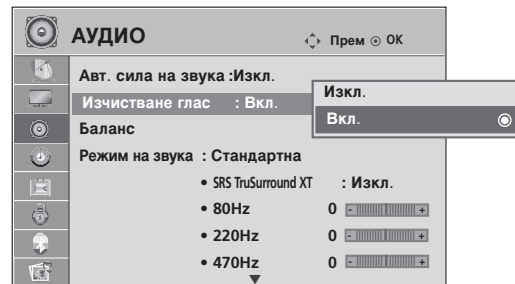 АУДИО
Прем ОК
Авт. сила на звука :Изкл.
Изчистване глас : Вкл.
Изкл.
Вкл.
Баланс
Режим на звука : Стандартна
• SRS TruSurround XT : Изкл.
• 80Hz 0 - +
• 220Hz 0 - +
• 470Hz 0 - +